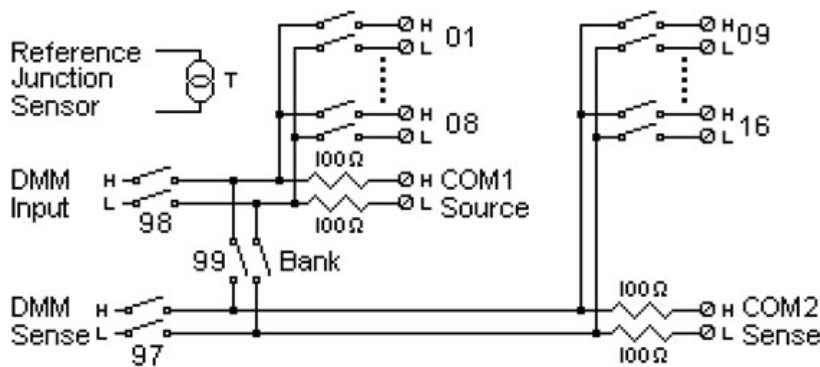 H 01
L
H 09
L
Reference
Junction
Sensor
T
H 08
L
H 16
L
100Ω
DMM H
Input L
98
H COM1
L Source
100Ω
99 Bank
100Ω
DMM H
Sense L
97
H COM2
L Sense
100Ω